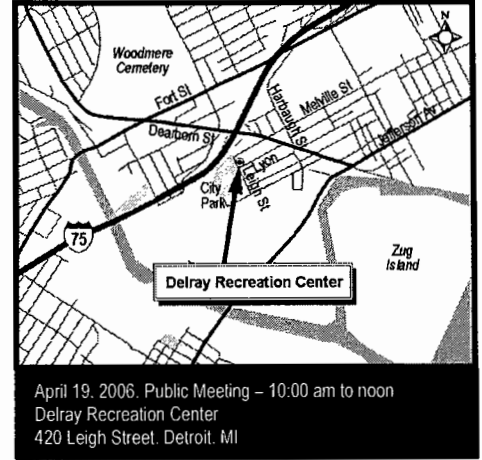 N
Woodmere
Cemetery
Fort St
Harbaugh St
Melville St
Dearborn St
Jefferson Av
Lyon
Leigh St
City
Park
75
Zug
Island
Delray Recreation Center
April 19. 2006. Public Meeting – 10:00 am to noon
Delray Recreation Center
420 Leigh Street. Detroit. MI